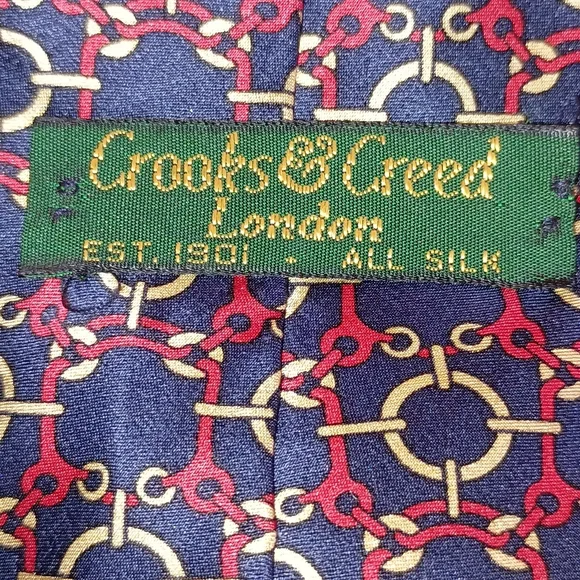 Crooks & Creed
London
EST. 1901 - ALL SILK